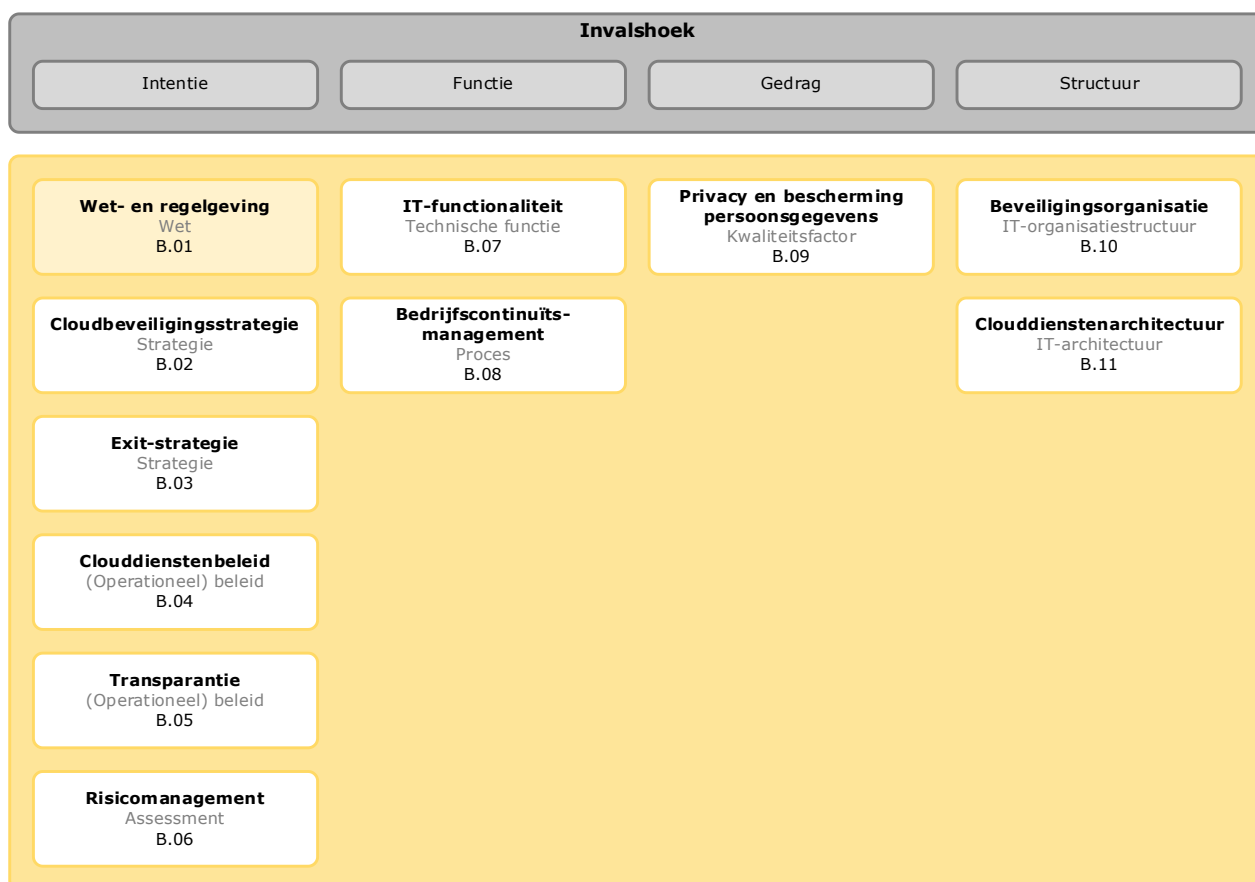 Invalshoek
Intentie
Functie
Gedrag
Structuur
Wet- en regelgeving
Wet
B.01
IT-functionaliteit
Technische functie
B.07
Privacy en bescherming
persoonsgegevens
Kwaliteitsfactor
B.09
Beveiligingsorganisatie
IT-organisatiestructuur
B.10
Cloudbeveiligingsstrategie
Strategie
B.02
Bedrijfscontinuïts-
management
Proces
B.08
Clouddienstenarchitectuur
IT-architectuur
B.11
Exit-strategie
Strategie
B.03
Clouddienstenbeleid
(Operationeel) beleid
B.04
Transparantie
(Operationeel) beleid
B.05
Risicomanagement
Assessment
B.06